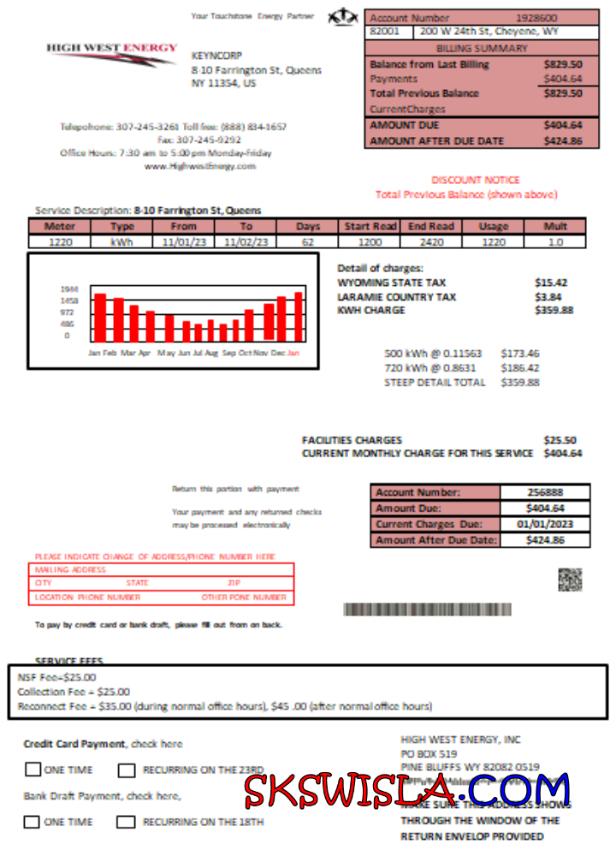 Your Touchstone Energy Partner
HIGH WEST ENERGY
KEYNCORP
8-10 Farrington St, Queens
NY 11354, US
Account Number 1928600
82001 200 W 24th St, Cheyene, WY
BILLING SUMMARY
Balance from Last Billing $829.50
Payments $404.64
Total Previous Balance $829.50
CurrentCharges
AMOUNT DUE $404.64
AMOUNT AFTER DUE DATE $424.86
Telephone: 307-245-3261 Toll free: (888) 834-1657
Fax: 307-245-9292
Office Hours: 7:30 am to 5:00 pm Monday-Friday
www.HighwestEnergy.com
DISCOUNT NOTICE
Total Previous Balance (shown above)
Service Description: 8-10 Farrington St, Queens
Meter Type From To Days Start Read End Read Usage Mult
1220 kWh 11/01/23 11/02/23 62 1200 2420 1220 1.0
1944
1458
972
486
0
Jan Feb Mar Apr May Jun Jul Aug Sep Oct Nov Dec Jan
Detail of charges:
WYOMING STATE TAX $15.42
LARAMIE COUNTRY TAX $3.84
KWH CHARGE $359.88
500 kWh @ 0.11563 $173.46
720 kWh @ 0.8631 $186.42
STEEP DETAIL TOTAL $359.88
FACILITIES CHARGES $25.50
CURRENT MONTHLY CHARGE FOR THIS SERVICE $404.64
Return this portion with payment
Your payment and any returned checks
may be processed electronically
Account Number: 256888
Amount Due: $404.64
Current Charges Due: 01/01/2023
Amount After Due Date: $424.86
PLEASE INDICATE CHANGE OF ADDRESS/PHONE NUMBER HERE
MAILING ADDRESS
CITY STATE ZIP
LOCATION PHONE NUMBER OTHER PONE NUMBER
To pay by credit card or bank draft, please fill out from on back.
SERVICE FEES
NSF Fee=$25.00
Collection Fee = $25.00
Reconnect Fee = $35.00 (during normal office hours), $45 .00 (after normal office hours)
Credit Card Payment, check here
ONE TIME RECURRING ON THE 23RD
Bank Draft Payment, check here,
ONE TIME RECURRING ON THE 18TH
HIGH WEST ENERGY, INC
PO BOX 519
PINE BLUFFS WY 82082 0519
MAKE SURE THIS ADDRESS SHOWS
THROUGH THE WINDOW OF THE
RETURN ENVELOP PROVIDED
SKSWISLA.COM